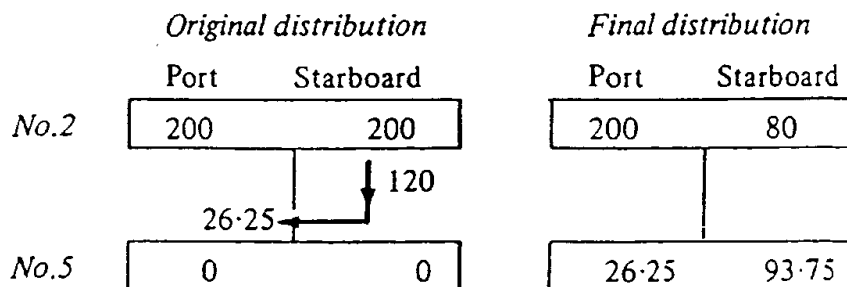 Original distribution Final distribution
Port Starboard Port Starboard
No.2 200 200 200 80
120
26·25
No.5 0 0 26·25 93·75